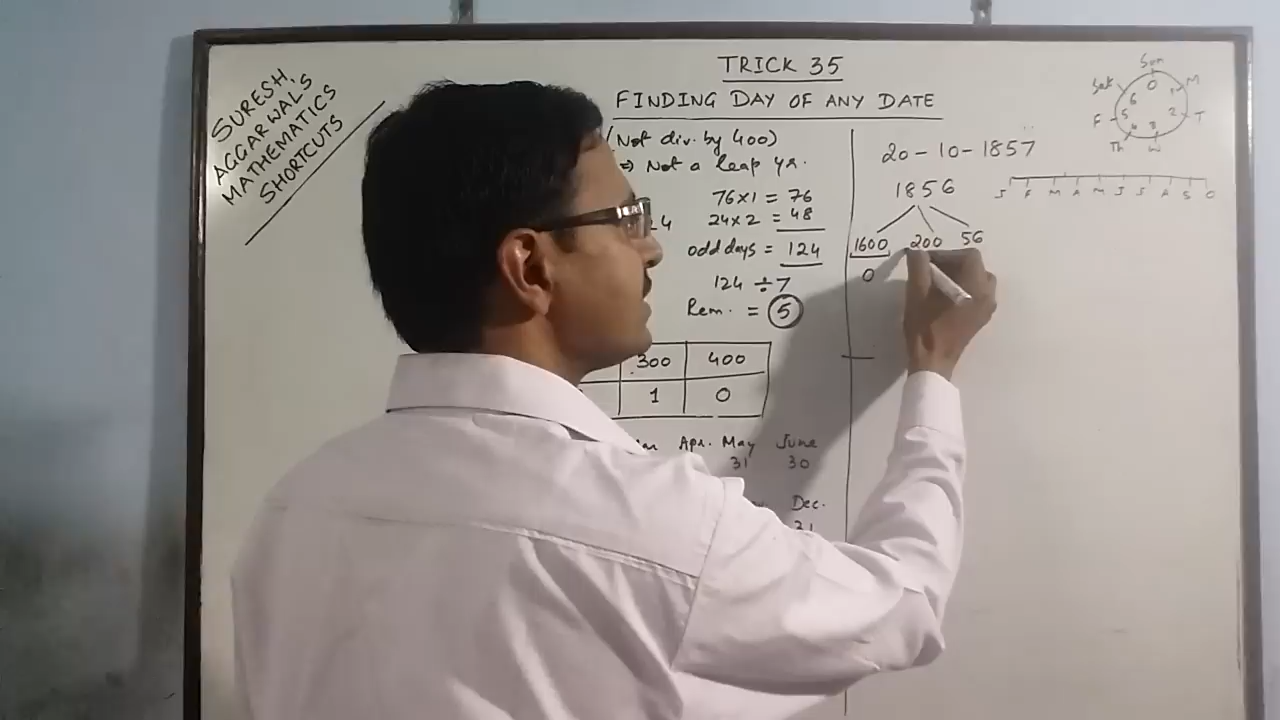 SURESH
AGGARWAL'S
MATHEMATICS
SHORTCUTS
TRICK 35
FINDING DAY OF ANY DATE
(Not div. by 400)
⇒ Not a leap yr.
76×1 = 76
24×2 = 48
odd days = 124
124 ÷ 7
Rem. = 5
300 400
1 0
Apr. May June
31 30
Dec.
31
20-10-1857
1856
1600 200 56
0
Sun
M
T
W
Th
F
Sat
0
1
2
3
4
5
6
J F M A M J J A S O